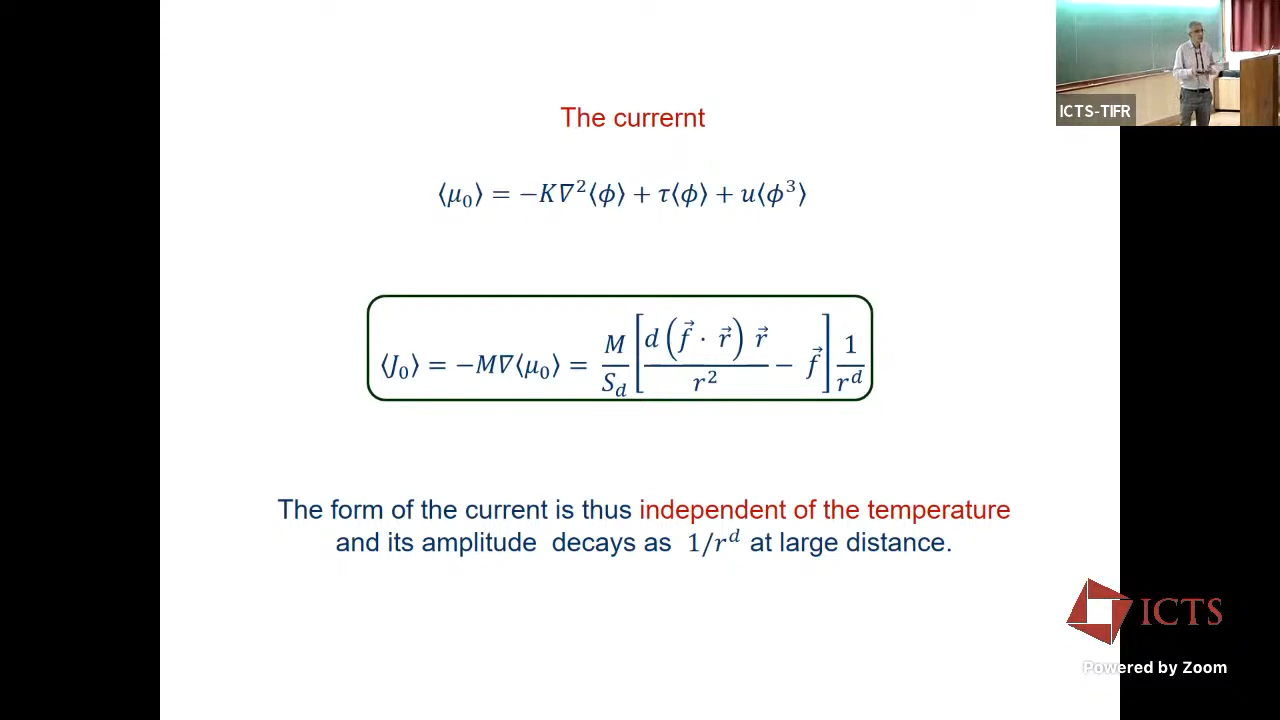 The currernt
⟨μ₀⟩ = −K∇²⟨ϕ⟩ + τ⟨ϕ⟩ + u⟨ϕ³⟩
⟨J₀⟩ = −M∇⟨μ₀⟩ = M/S_d [d (f⃗ · r⃗) r⃗ / r² − f⃗] 1/r^d
The form of the current is thus independent of the temperature
and its amplitude decays as 1/r^d at large distance.
ICTS-TIFR
ICTS
Powered by Zoom